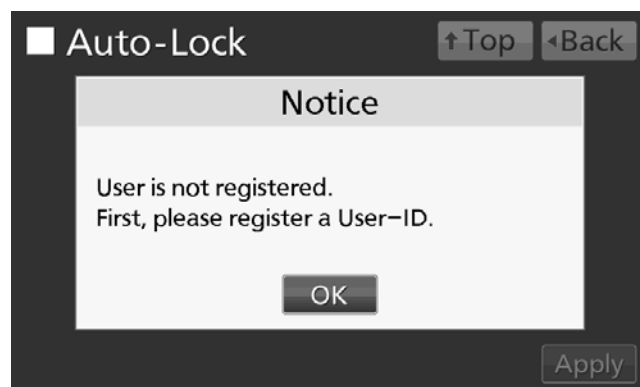 Auto-Lock
↑Top
◂Back
Notice
User is not registered.
First, please register a User-ID.
OK
Apply